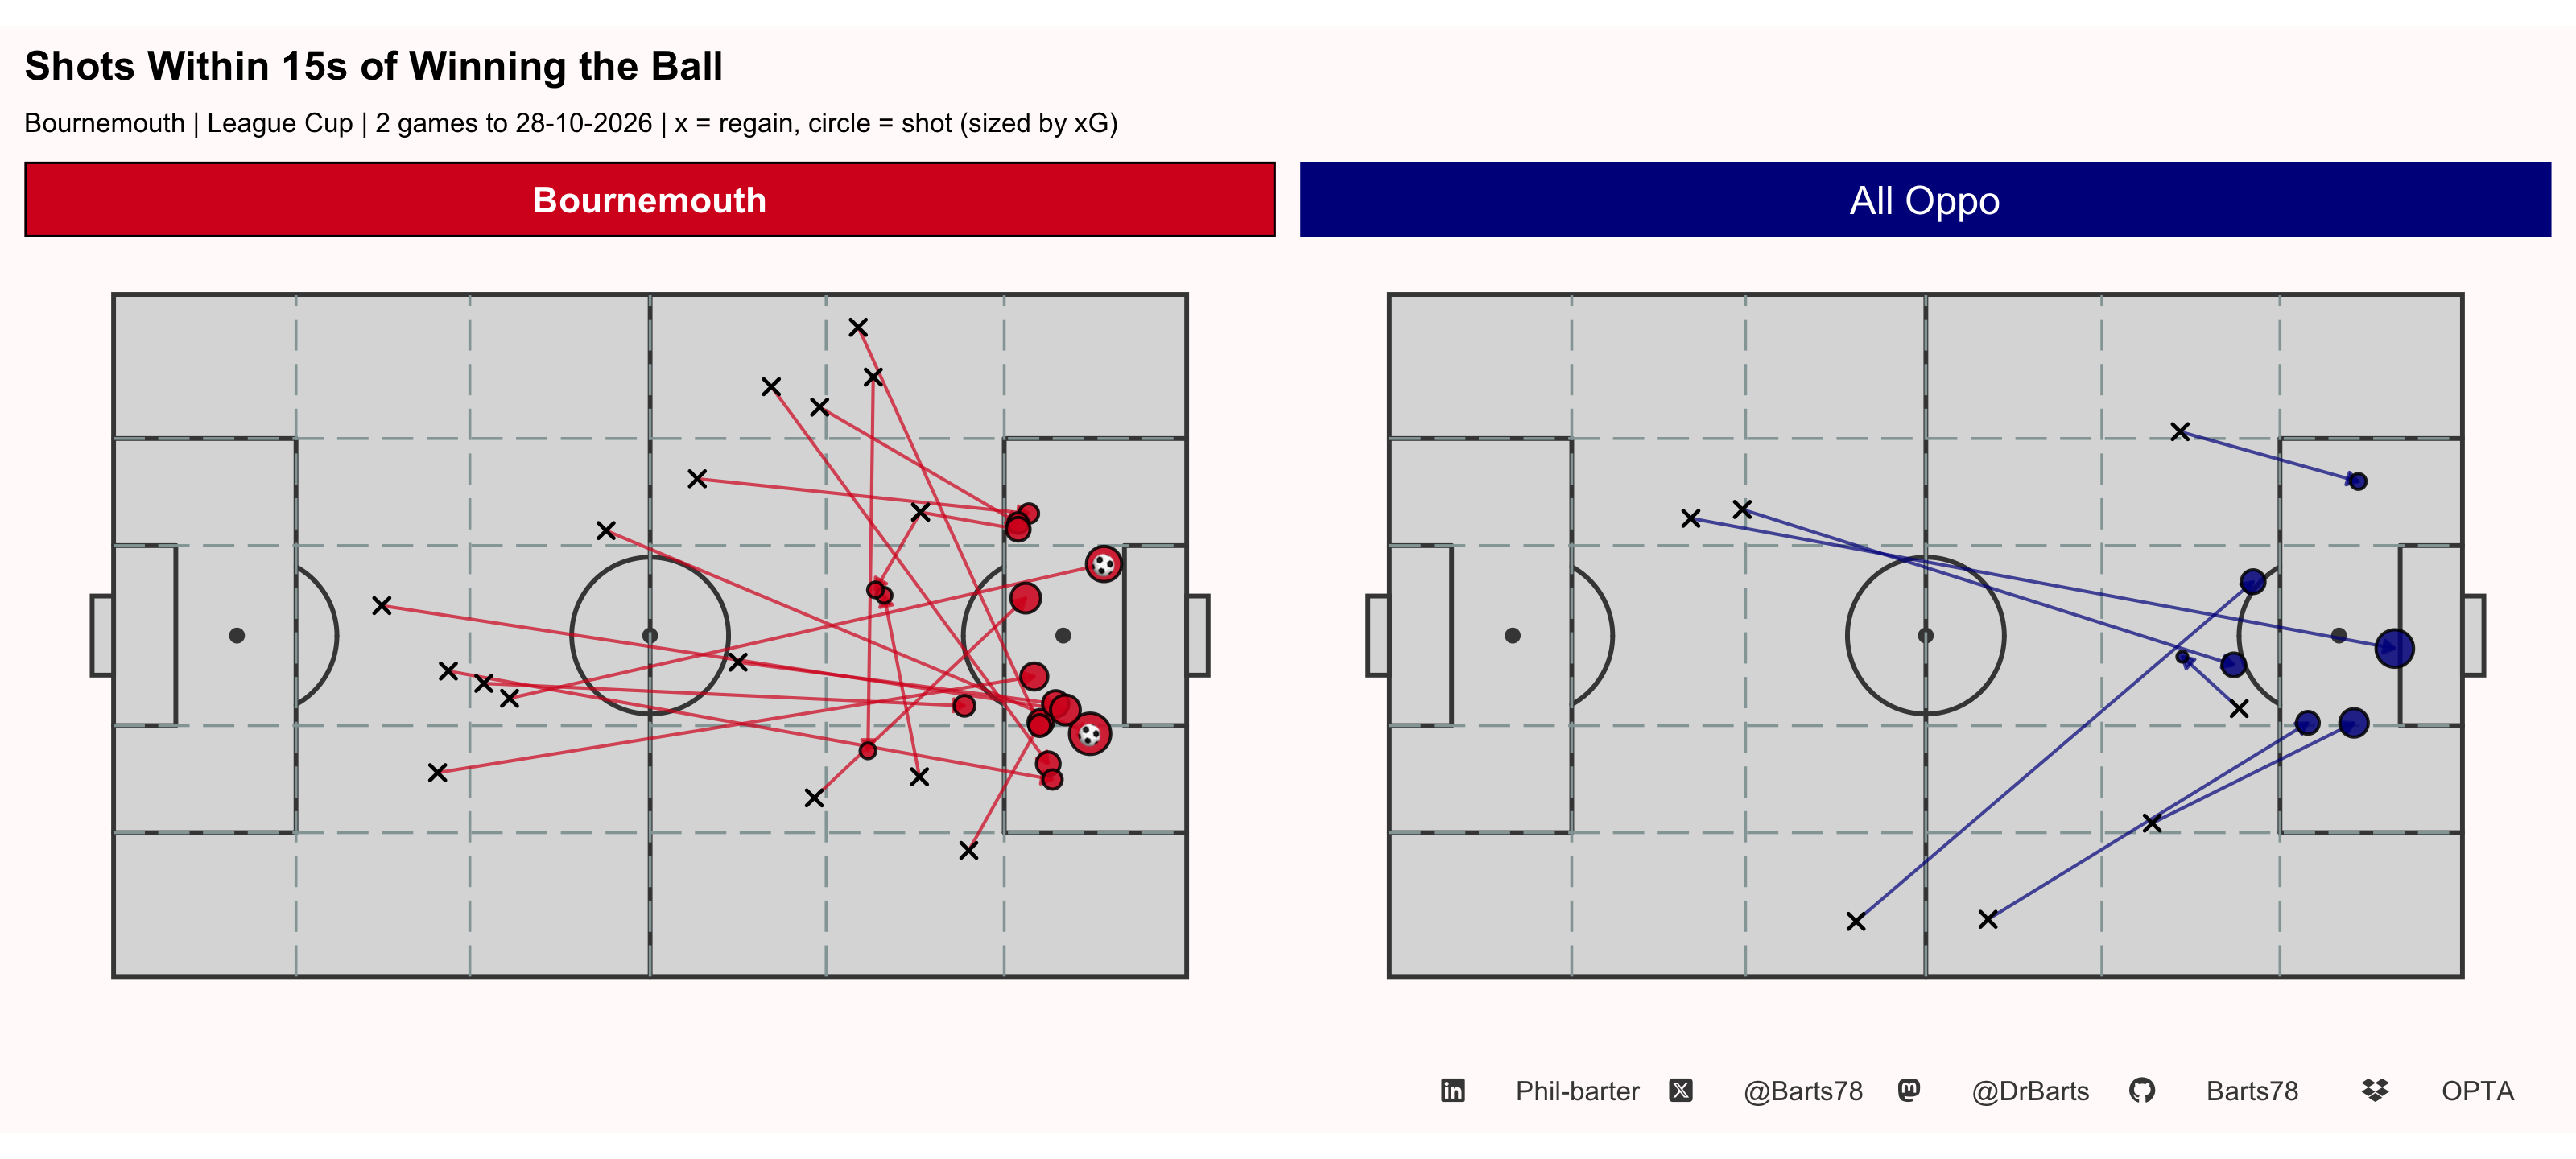 Shots Within 15s of Winning the Ball
Bournemouth | League Cup | 2 games to 28-10-2026 | x = regain, circle = shot (sized by xG)
Bournemouth
All Oppo
Phil-barter @Barts78 @DrBarts Barts78 OPTA